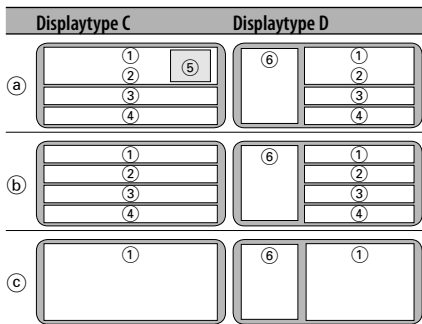 Displaytype C Displaytype D
① ⑤ ⑥ ①
② ②
ⓐ ③ ③
④ ④
① ⑥ ①
② ②
ⓑ ③ ③
④ ④
① ⑥ ①
ⓒ